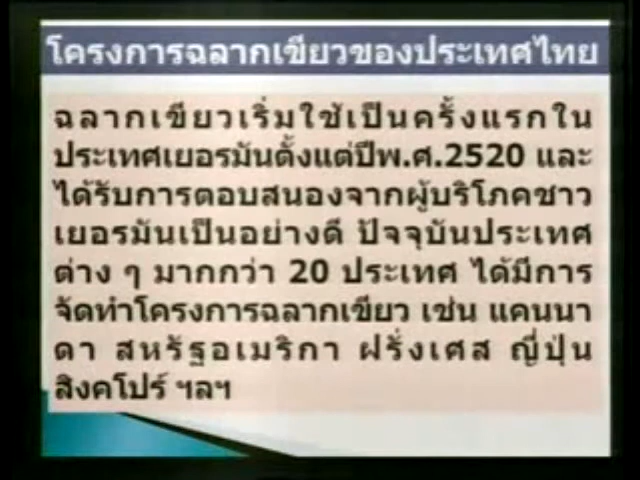 โครงการฉลากเขียวของประเทศไทย
ฉลากเขียวเริ่มใช้เป็นครั้งแรกใน
ประเทศเยอรมันตั้งแต่ปีพ.ศ.2520 และ
ได้รับการตอบสนองจากผู้บริโภคชาว
เยอรมันเป็นอย่างดี ปัจจุบันประเทศ
ต่าง ๆ มากกว่า 20 ประเทศ ได้มีการ
จัดทำโครงการฉลากเขียว เช่น แคนนา
ดา สหรัฐอเมริกา ฝรั่งเศส ญี่ปุ่น
สิงคโปร์ ฯลฯ